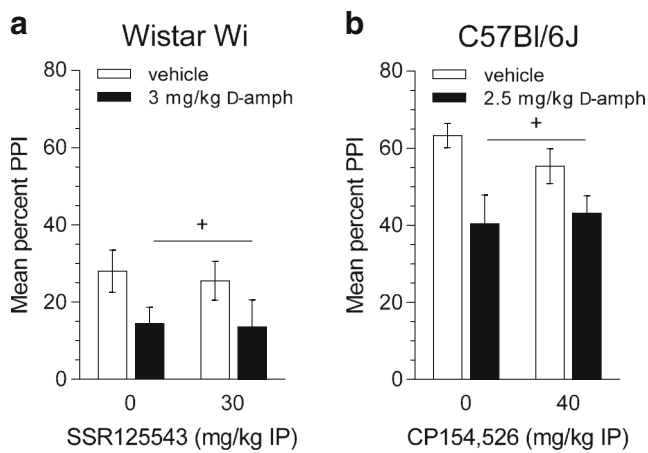 a
Wistar Wi
80
60
40
20
0
Mean percent PPI
vehicle
3 mg/kg D-amph
+
0 30
SSR125543 (mg/kg IP)
b
C57Bl/6J
80
60
40
20
0
Mean percent PPI
vehicle
2.5 mg/kg D-amph
+
0 40
CP154,526 (mg/kg IP)